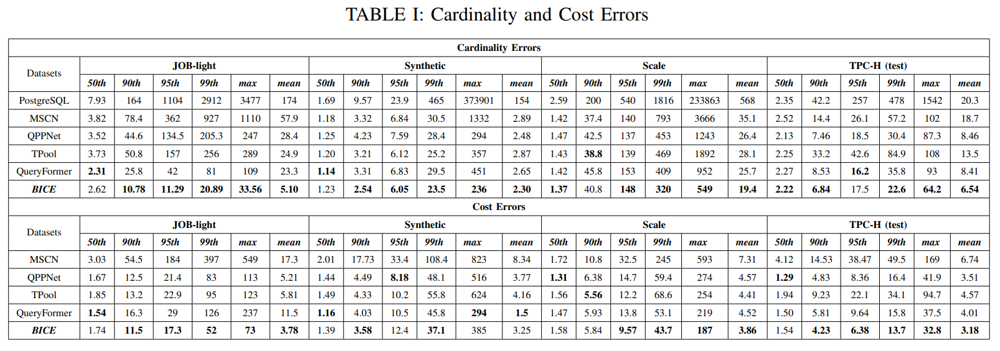 TABLE I: Cardinality and Cost Errors
Cardinality Errors
Datasets JOB-light Synthetic Scale TPC-H (test)
50th 90th 95th 99th max mean 50th 90th 95th 99th max mean 50th 90th 95th 99th max mean 50th 90th 95th 99th max mean
PostgreSQL 7.93 164 1104 2912 3477 174 1.69 9.57 23.9 465 373901 154 2.59 200 540 1816 233863 568 2.35 42.2 257 478 1542 20.3
MSCN 3.82 78.4 362 927 1110 57.9 1.18 3.32 6.84 30.5 1332 2.89 1.42 37.4 140 793 3666 35.1 2.52 14.4 26.1 57.2 102 18.7
QPPNet 3.52 44.6 134.5 205.3 247 28.4 1.25 4.23 7.59 28.4 294 2.48 1.47 42.5 137 453 1243 26.4 2.13 7.46 18.5 30.4 87.3 8.46
TPool 3.73 50.8 157 256 289 24.9 1.20 3.21 6.12 25.2 357 2.87 1.43 38.8 139 469 1892 28.1 2.25 33.2 42.6 84.9 108 13.5
QueryFormer 2.31 25.8 42 81 109 23.3 1.14 3.31 6.83 29.5 451 2.65 1.42 45.8 153 409 952 25.7 2.27 8.53 16.2 35.8 93 8.41
BICE 2.62 10.78 11.29 20.89 33.56 5.10 1.23 2.54 6.05 23.5 236 2.30 1.37 40.8 148 320 549 19.4 2.22 6.84 17.5 22.6 64.2 6.54
Cost Errors
Datasets JOB-light Synthetic Scale TPC-H (test)
50th 90th 95th 99th max mean 50th 90th 95th 99th max mean 50th 90th 95th 99th max mean 50th 90th 95th 99th max mean
MSCN 3.03 54.5 184 397 549 17.3 2.01 17.73 33.4 108.4 823 8.34 1.72 10.8 32.5 245 593 7.31 4.12 14.53 38.47 49.5 169 6.74
QPPNet 1.67 12.5 21.4 83 113 5.21 1.44 4.49 8.18 48.1 516 3.77 1.31 6.38 14.7 59.4 274 4.57 1.29 4.83 8.36 16.4 41.9 3.51
TPool 1.85 13.2 22.9 95 123 5.81 1.49 4.33 10.2 55.8 624 4.16 1.56 5.56 12.2 68.6 254 4.41 1.94 9.23 22.1 34.1 94.7 4.57
QueryFormer 1.54 16.3 29 126 237 11.5 1.16 4.03 10.5 45.8 294 1.5 1.47 5.93 13.8 53.1 219 4.52 1.50 5.81 9.64 15.8 37.5 4.01
BICE 1.74 11.5 17.3 52 73 3.78 1.39 3.58 12.4 37.1 385 3.25 1.58 5.84 9.57 43.7 187 3.86 1.54 4.23 6.38 13.7 32.8 3.18